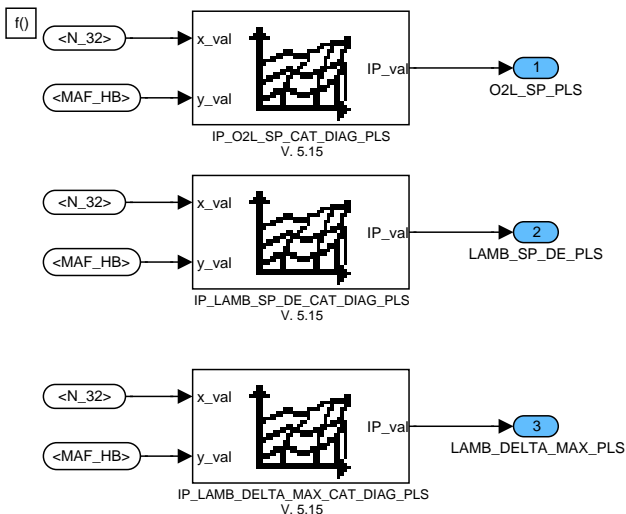 f()
<N_32>
x_val
<MAF_HB>
y_val
IP_val
1
O2L_SP_PLS
IP_O2L_SP_CAT_DIAG_PLS
V. 5.15
<N_32>
x_val
<MAF_HB>
y_val
IP_val
2
LAMB_SP_DE_PLS
IP_LAMB_SP_DE_CAT_DIAG_PLS
V. 5.15
<N_32>
x_val
<MAF_HB>
y_val
IP_val
3
LAMB_DELTA_MAX_PLS
IP_LAMB_DELTA_MAX_CAT_DIAG_PLS
V. 5.15